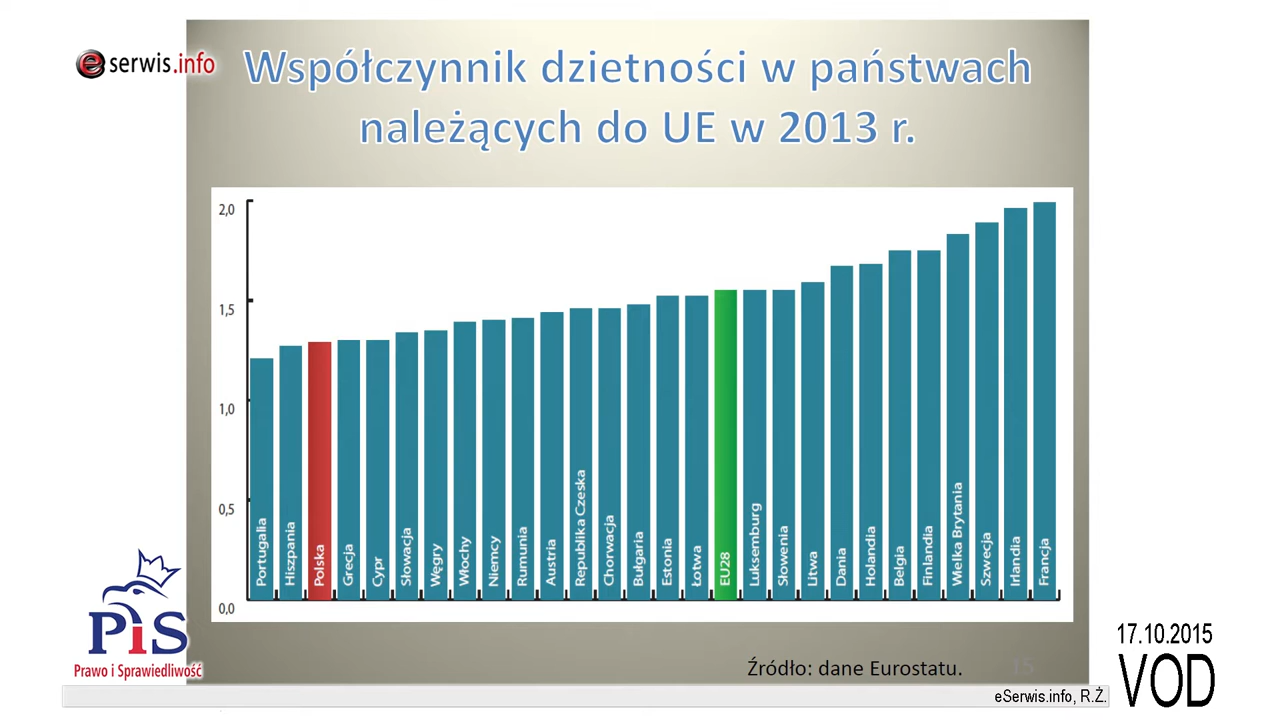 eserwis.info
Współczynnik dzietności w państwach
należących do UE w 2013 r.
2,0
1,5
1,0
0,5
0,0
Portugalia
Hiszpania
Polska
Grecja
Cypr
Słowacja
Węgry
Włochy
Niemcy
Rumunia
Austria
Republika Czeska
Chorwacja
Bułgaria
Estonia
Łotwa
EU28
Luksemburg
Słowenia
Litwa
Dania
Holandia
Belgia
Finlandia
Wielka Brytania
Szwecja
Irlandia
Francja
PiS
Prawo i Sprawiedliwość
Źródło: dane Eurostatu.
15
17.10.2015
VOD
eSerwis.info, R.Ż.